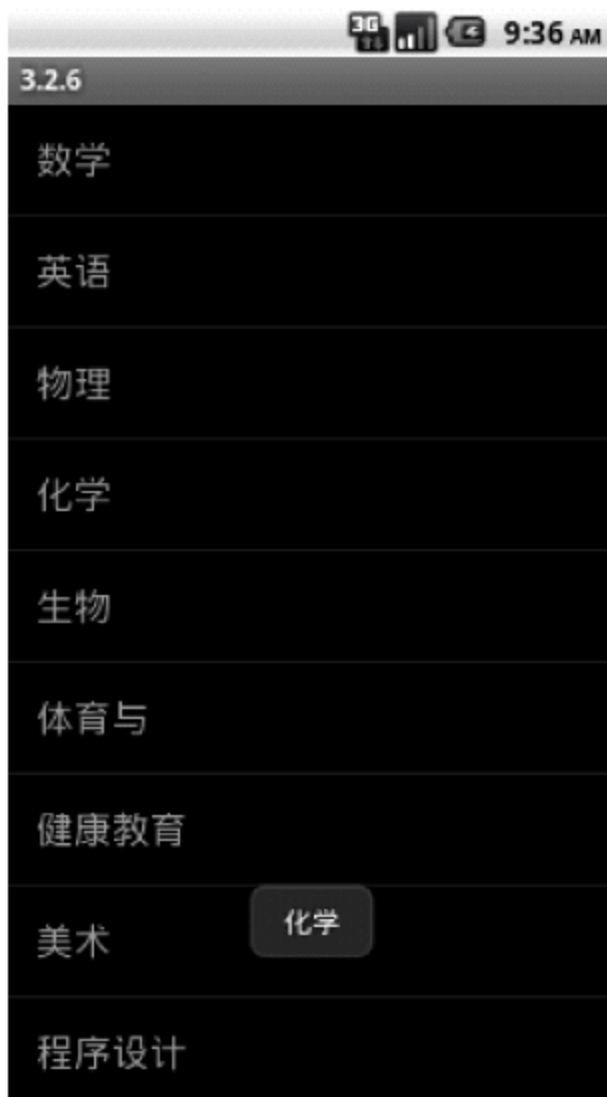 3G 9:36 AM
3.2.6
数学
英语
物理
化学
生物
体育与
健康教育
美术
化学
程序设计